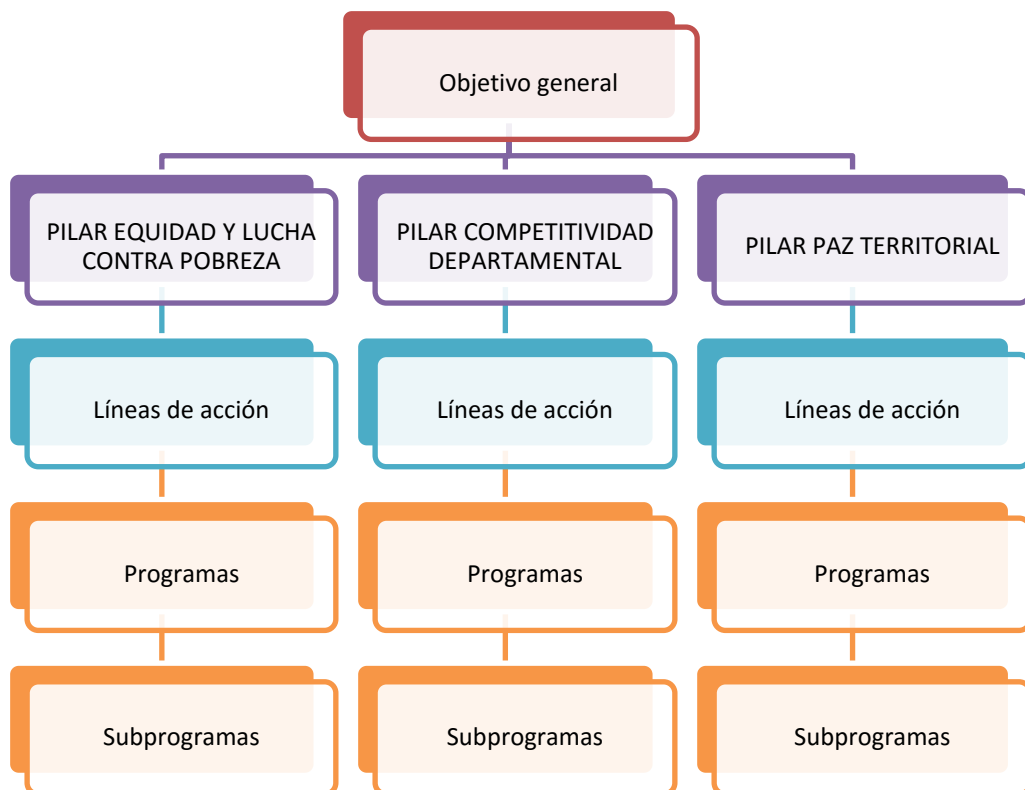 Objetivo general
PILAR EQUIDAD Y LUCHA
CONTRA POBREZA
PILAR COMPETITIVIDAD
DEPARTAMENTAL
PILAR PAZ TERRITORIAL
Líneas de acción
Líneas de acción
Líneas de acción
Programas
Programas
Programas
Subprogramas
Subprogramas
Subprogramas